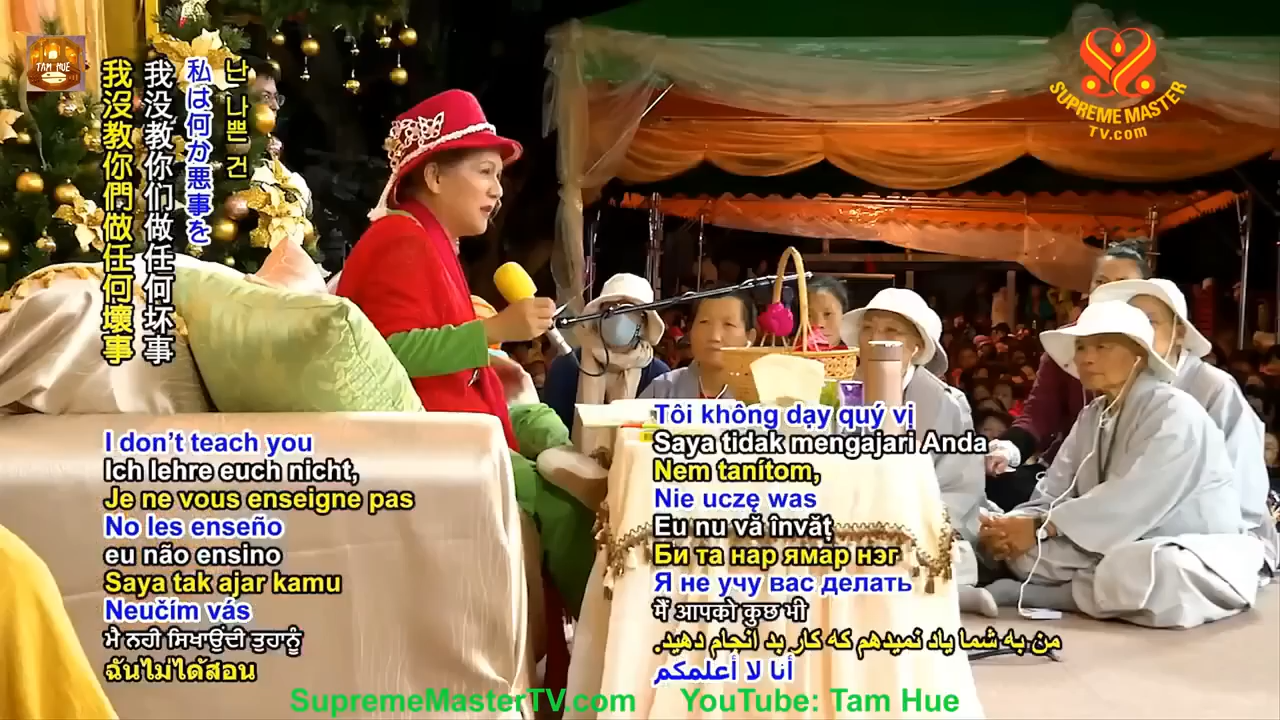 TAM HUE
我沒教你們做任何壞事
我没教你们做任何坏事
私は何か悪事を
난 나쁜 건
SUPREME MASTER
TV.com
I don't teach you
Ich lehre euch nicht,
Je ne vous enseigne pas
No les enseño
eu não ensino
Saya tak ajar kamu
Neučím vás
ਮੈ ਨਹੀ ਸਿਖਾਉਂਦੀ ਤੁਹਾਨੂੰ
ฉันไม่ได้สอน
Tôi không dạy quý vị
Saya tidak mengajari Anda
Nem tanítom,
Nie uczę was
Eu nu vă învăț
Би та нар ямар нэг
Я не учу вас делать
मैं आपको कुछ भी
من به شما یاد نمیدهم که کار بد انجام دهید.
أنا لا أعلمكم
SupremeMasterTV.com YouTube: Tam Hue